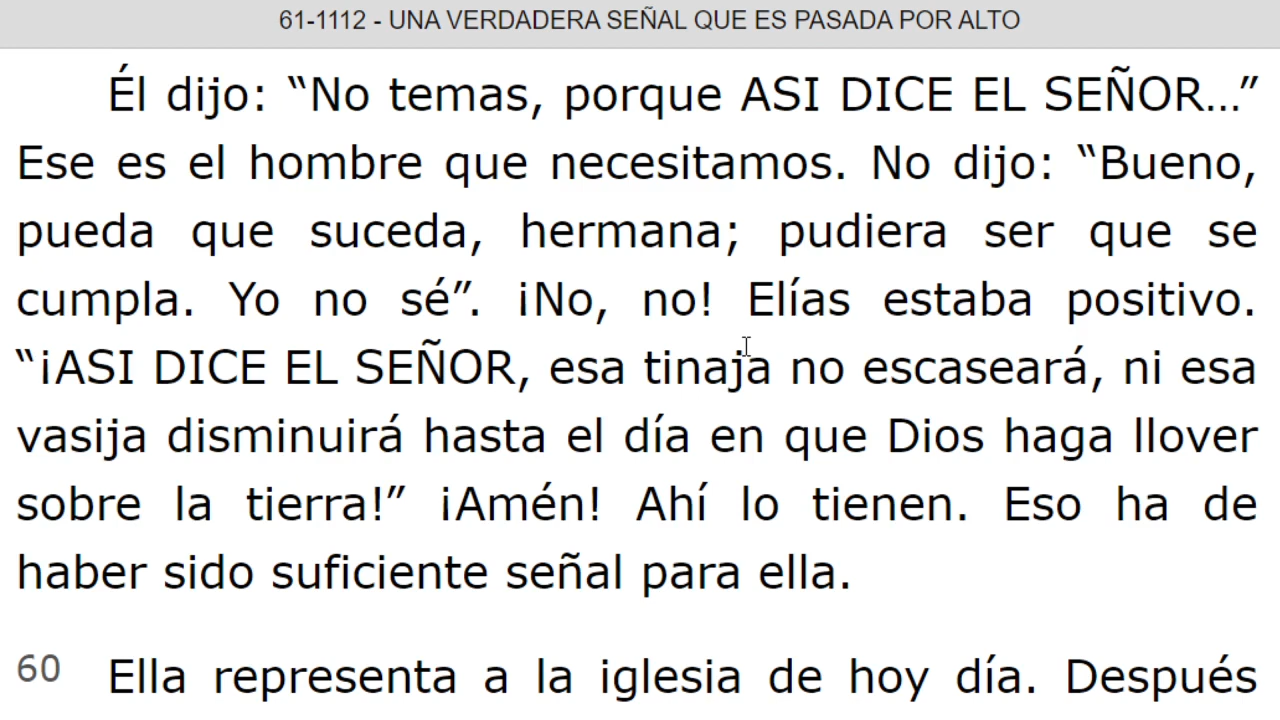 61-1112 - UNA VERDADERA SEÑAL QUE ES PASADA POR ALTO
Él dijo: “No temas, porque ASI DICE EL SEÑOR…”
Ese es el hombre que necesitamos. No dijo: “Bueno,
pueda que suceda, hermana; pudiera ser que se
cumpla. Yo no sé”. ¡No, no! Elías estaba positivo.
“¡ASI DICE EL SEÑOR, esa tinaja no escaseará, ni esa
vasija disminuirá hasta el día en que Dios haga llover
sobre la tierra!” ¡Amén! Ahí lo tienen. Eso ha de
haber sido suficiente señal para ella.
60 Ella representa a la iglesia de hoy día. Después